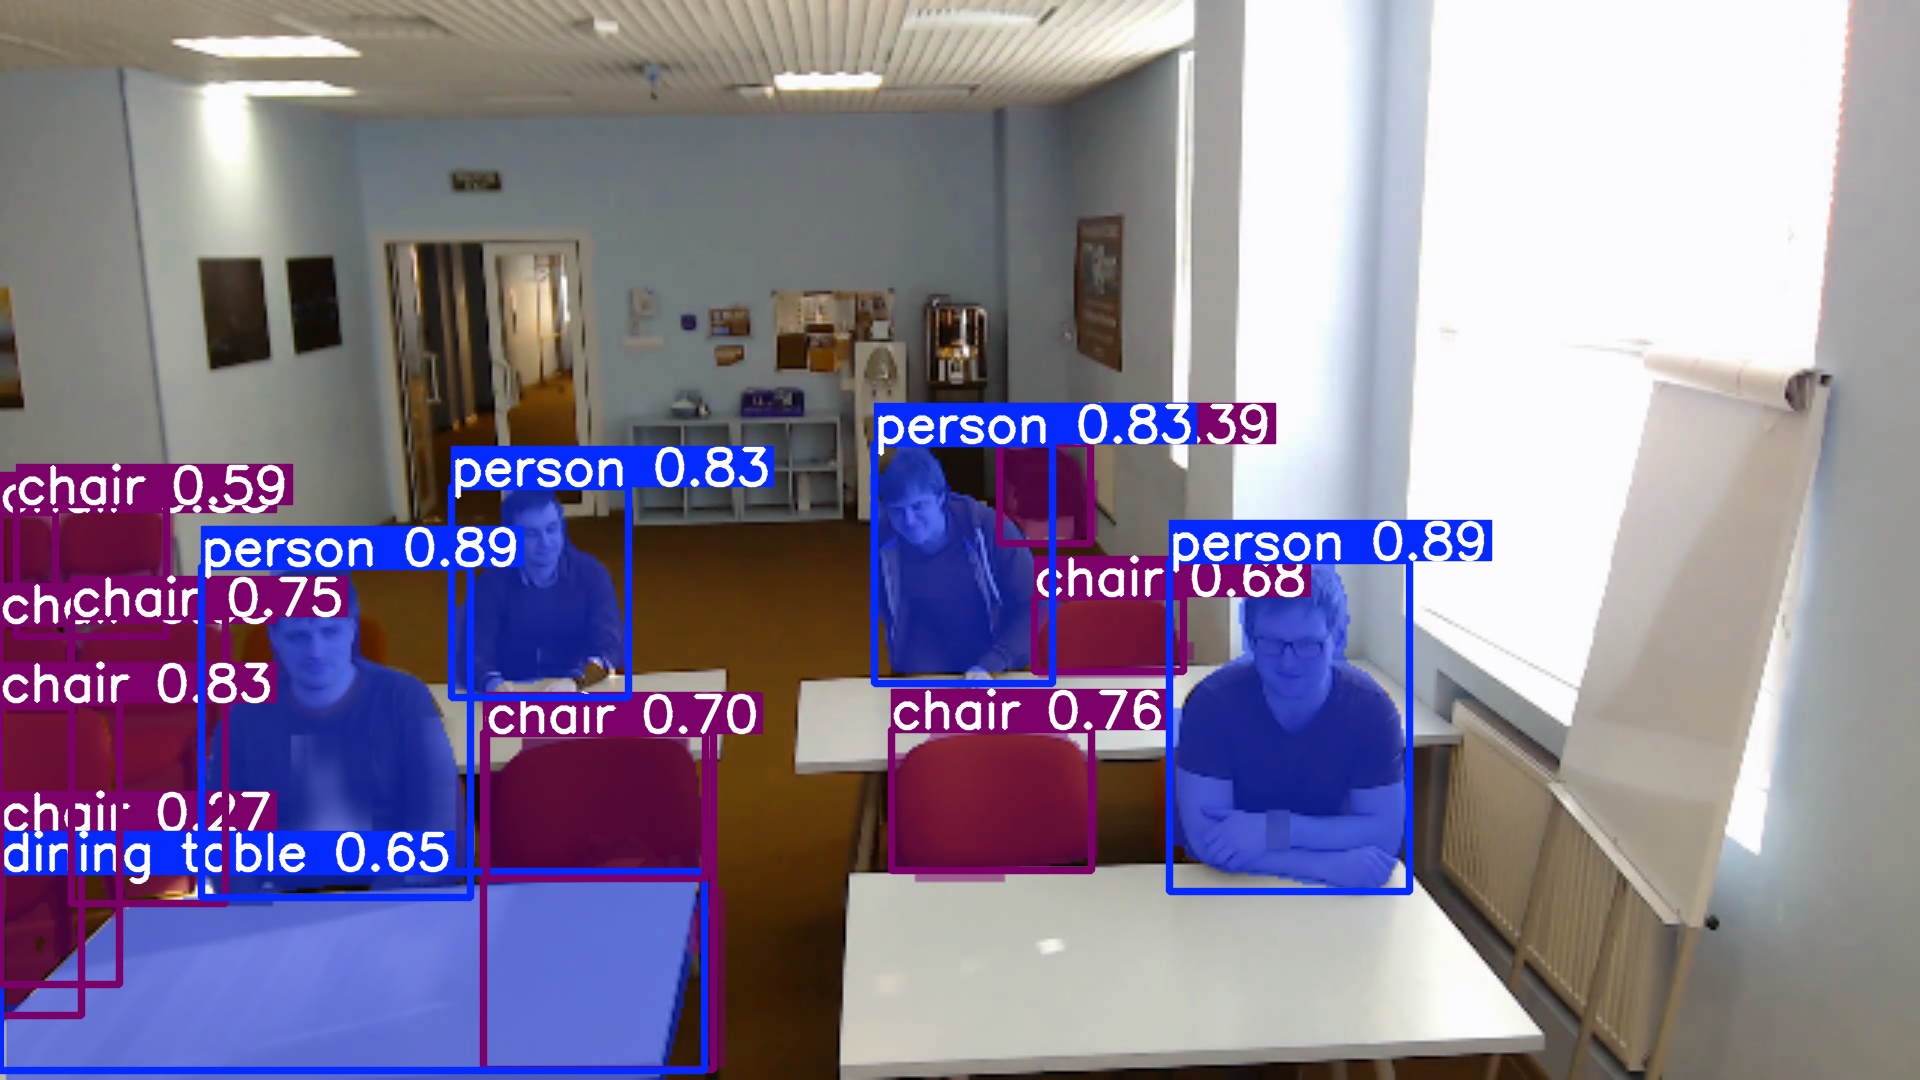 person 0.83
.39
person 0.83
chair 0.59
person 0.89
person 0.89
chair 0.68
chair 0.75
chair 0.83
chair 0.70
chair 0.76
chair 0.27
dining table 0.65